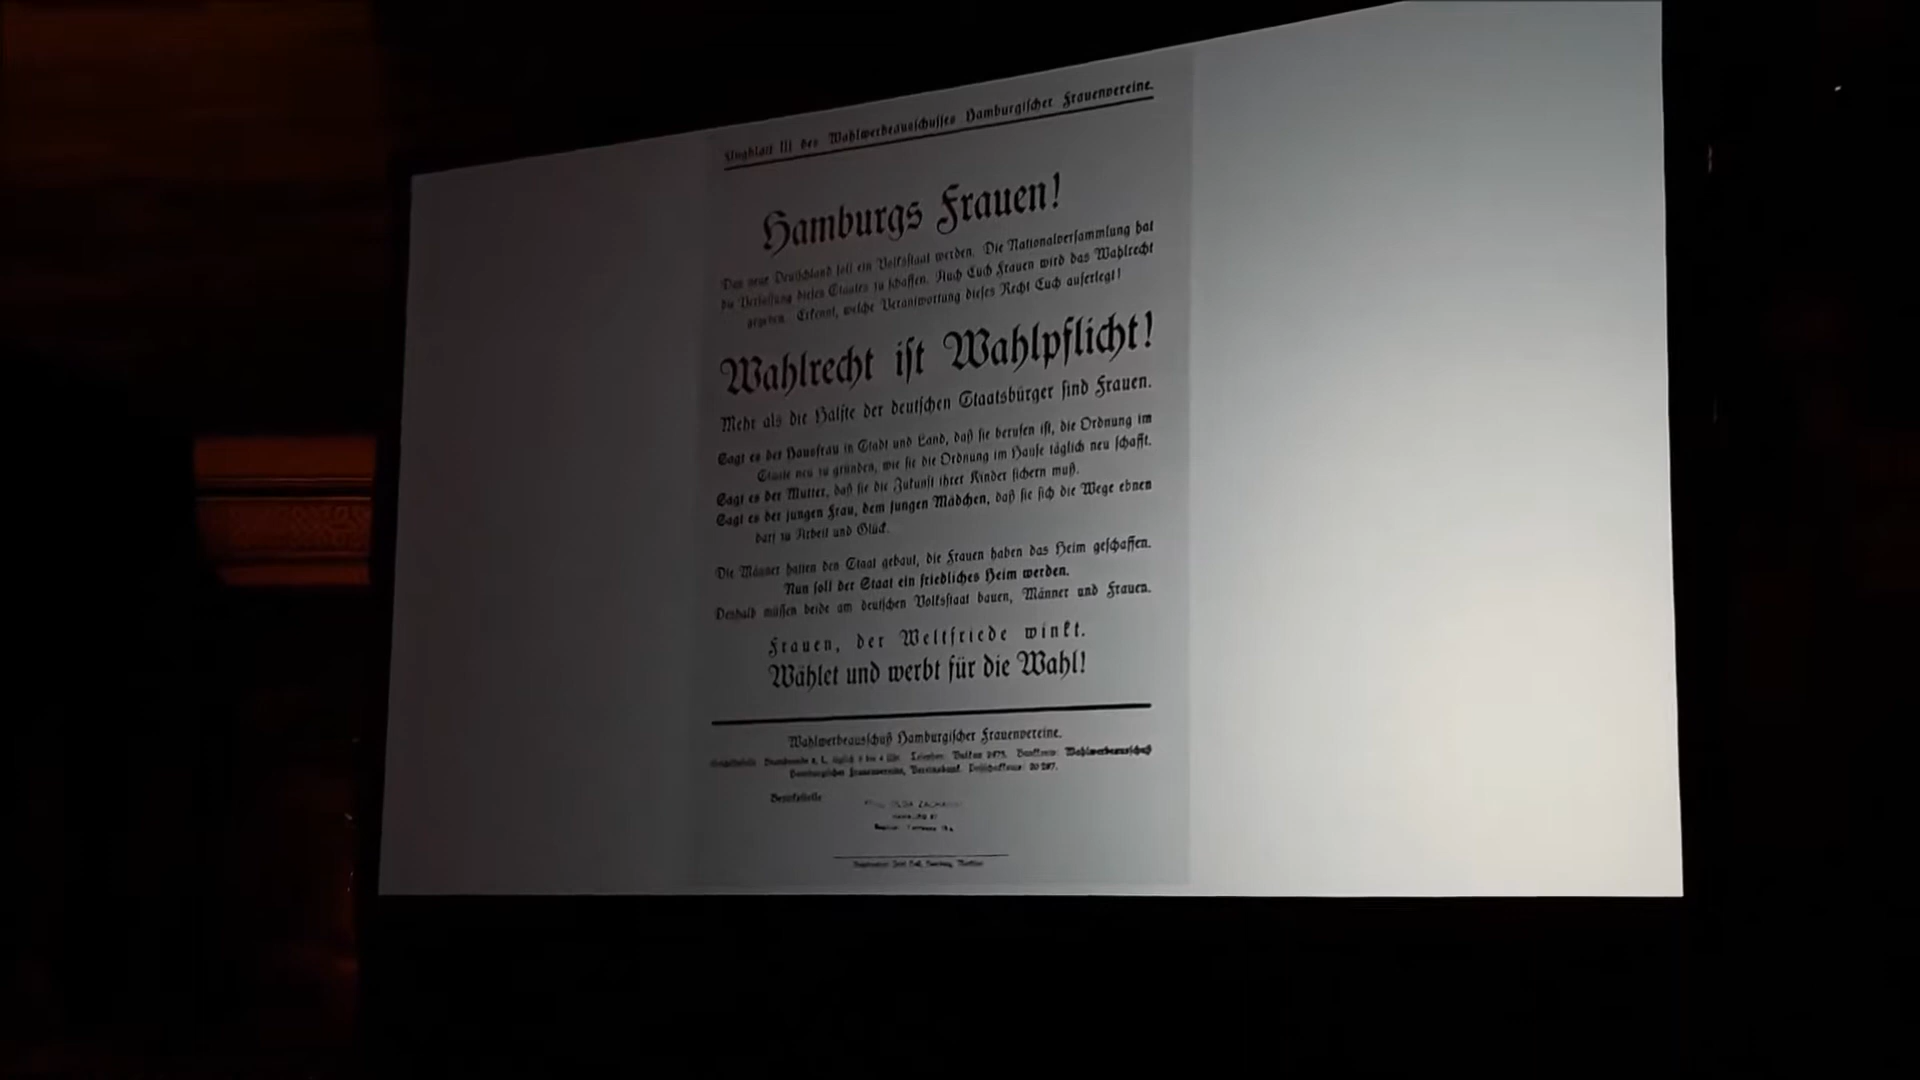 Flugblatt III des Wahlwerbeausschusses Hamburgischer Frauenvereine.
Hamburgs Frauen!
Das neue Deutschland soll ein Volksstaat werden. Die Nationalversammlung hat
die Verfassung dieses Staates zu schaffen. Auch Euch Frauen wird das Wahlrecht
gegeben. Erkennt, welche Verantwortung dieses Recht Euch auferlegt!
Wahlrecht ist Wahlpflicht!
Mehr als die Hälfte der deutschen Staatsbürger sind Frauen.
Sagt es der Hausfrau in Stadt und Land, daß sie berufen ist, die Ordnung im
Staate neu zu gründen, wie sie die Ordnung im Hause täglich neu schafft.
Sagt es der Mutter, daß sie die Zukunft ihrer Kinder sichern muß.
Sagt es der jungen Frau, dem jungen Mädchen, daß sie sich die Wege ebnen
darf zu Arbeit und Glück.
Die Männer hatten den Staat gebaut, die Frauen haben das Heim geschaffen.
Nun soll der Staat ein friedliches Heim werden.
Deshalb müssen beide am deutschen Volksstaat bauen, Männer und Frauen.
Frauen, der Weltfriede winkt.
Wählet und werbt für die Wahl!
Wahlwerbeausschuß Hamburgischer Frauenvereine.
Wahlwerbeausschuß
Hamburgischer Frauenvereine, Vereinsbank.